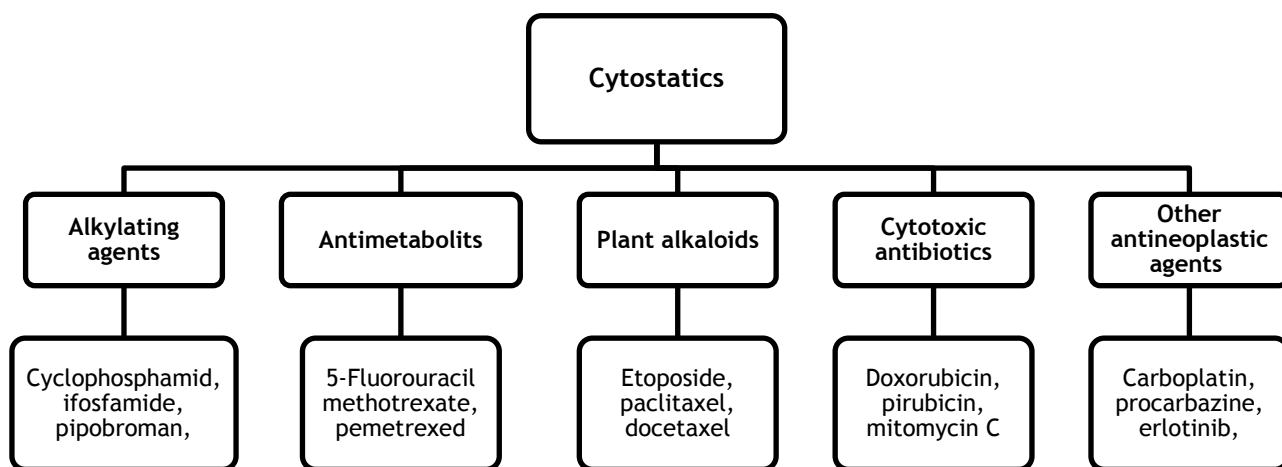 Cytostatics
Alkylating
agents
Antimetabolits
Plant alkaloids
Cytotoxic
antibiotics
Other
antineoplastic
agents
Cyclophosphamid,
ifosfamide,
pipobroman,
5-Fluorouracil
methotrexate,
pemetrexed
Etoposide,
paclitaxel,
docetaxel
Doxorubicin,
pirubicin,
mitomycin C
Carboplatin,
procarbazine,
erlotinib,